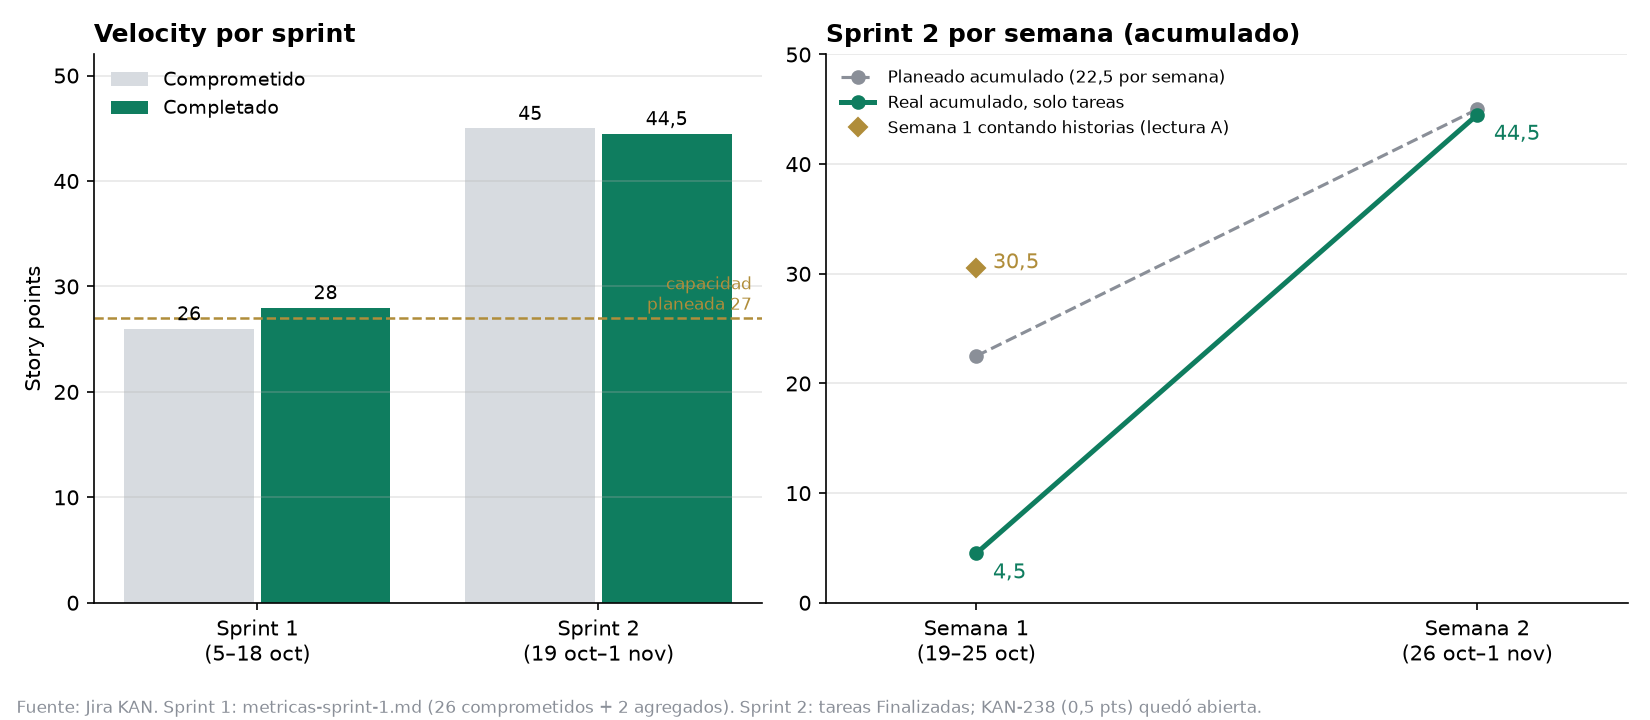 Velocity por sprint
Comprometido
Completado
Story points
50
40
30
20
10
0
26
28
45
44,5
capacidad
planeada 27
Sprint 1
(5–18 oct)
Sprint 2
(19 oct–1 nov)
Sprint 2 por semana (acumulado)
Planeado acumulado (22,5 por semana)
Real acumulado, solo tareas
Semana 1 contando historias (lectura A)
50
40
30
20
10
0
30,5
4,5
44,5
Semana 1
(19–25 oct)
Semana 2
(26 oct–1 nov)
Fuente: Jira KAN. Sprint 1: metricas-sprint-1.md (26 comprometidos + 2 agregados). Sprint 2: tareas Finalizadas; KAN-238 (0,5 pts) quedó abierta.